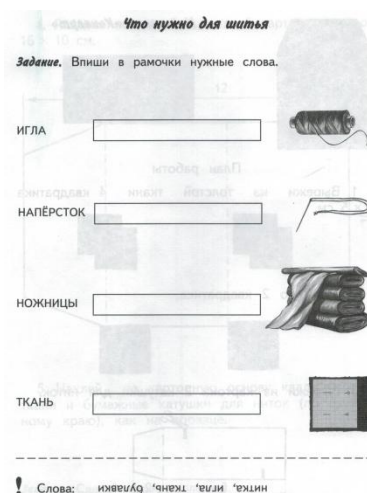 Что нужно для шитья
Задание. Впиши в рамочки нужные слова.
ИГЛА
НАПЁРСТОК
НОЖНИЦЫ
ТКАНЬ
! Слова: нитка, игла, ткань, булавки